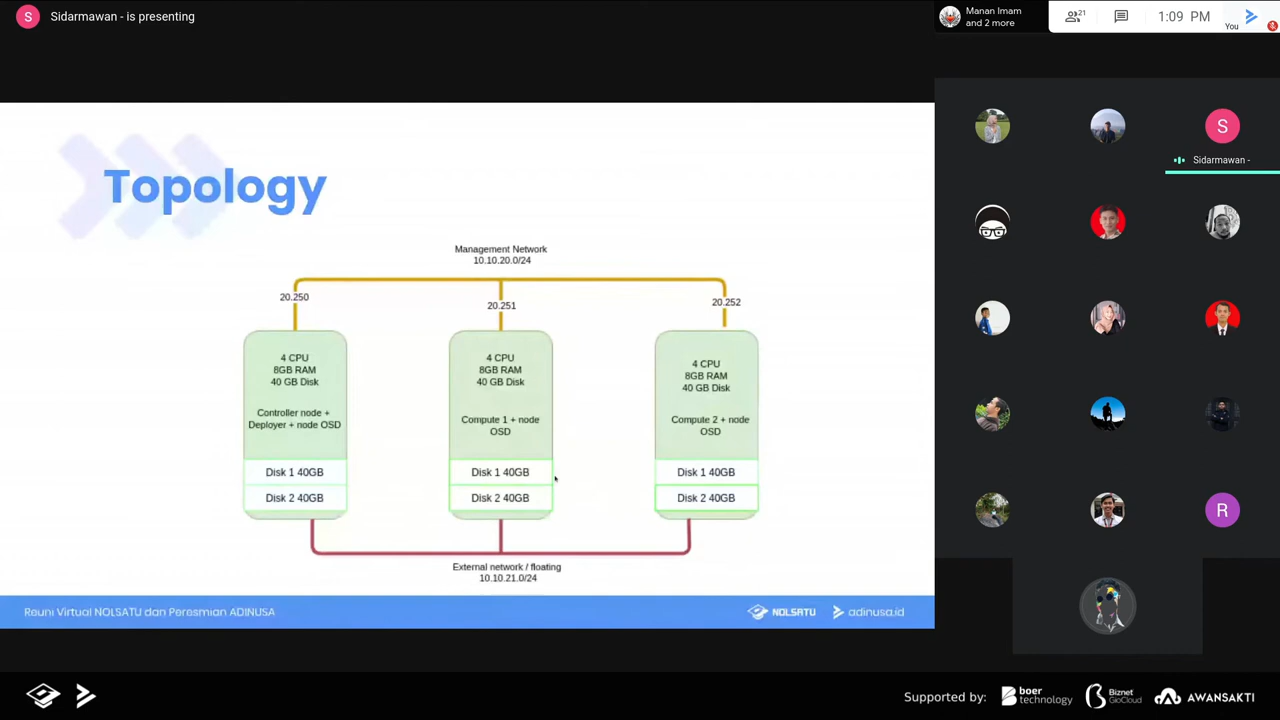 S
Sidarmawan - is presenting
Manan Imam
and 2 more
21
1:09 PM
You
Topology
Management Network
10.10.20.0/24
20.250
20.251
20.252
4 CPU
8GB RAM
40 GB Disk
Controller node +
Deployer + node OSD
Disk 1 40GB
Disk 2 40GB
4 CPU
8GB RAM
40 GB Disk
Compute 1 + node
OSD
Disk 1 40GB
Disk 2 40GB
4 CPU
8GB RAM
40 GB Disk
Compute 2 + node
OSD
Disk 1 40GB
Disk 2 40GB
External network / floating
10.10.21.0/24
Reuni Virtual NOLSATU dan Peresmian ADINUSA
NOLSATU
adinusa.id
S
Sidarmawan -
R
Supported by:
boer
technology
Biznet
GioCloud
AWANSAKTI